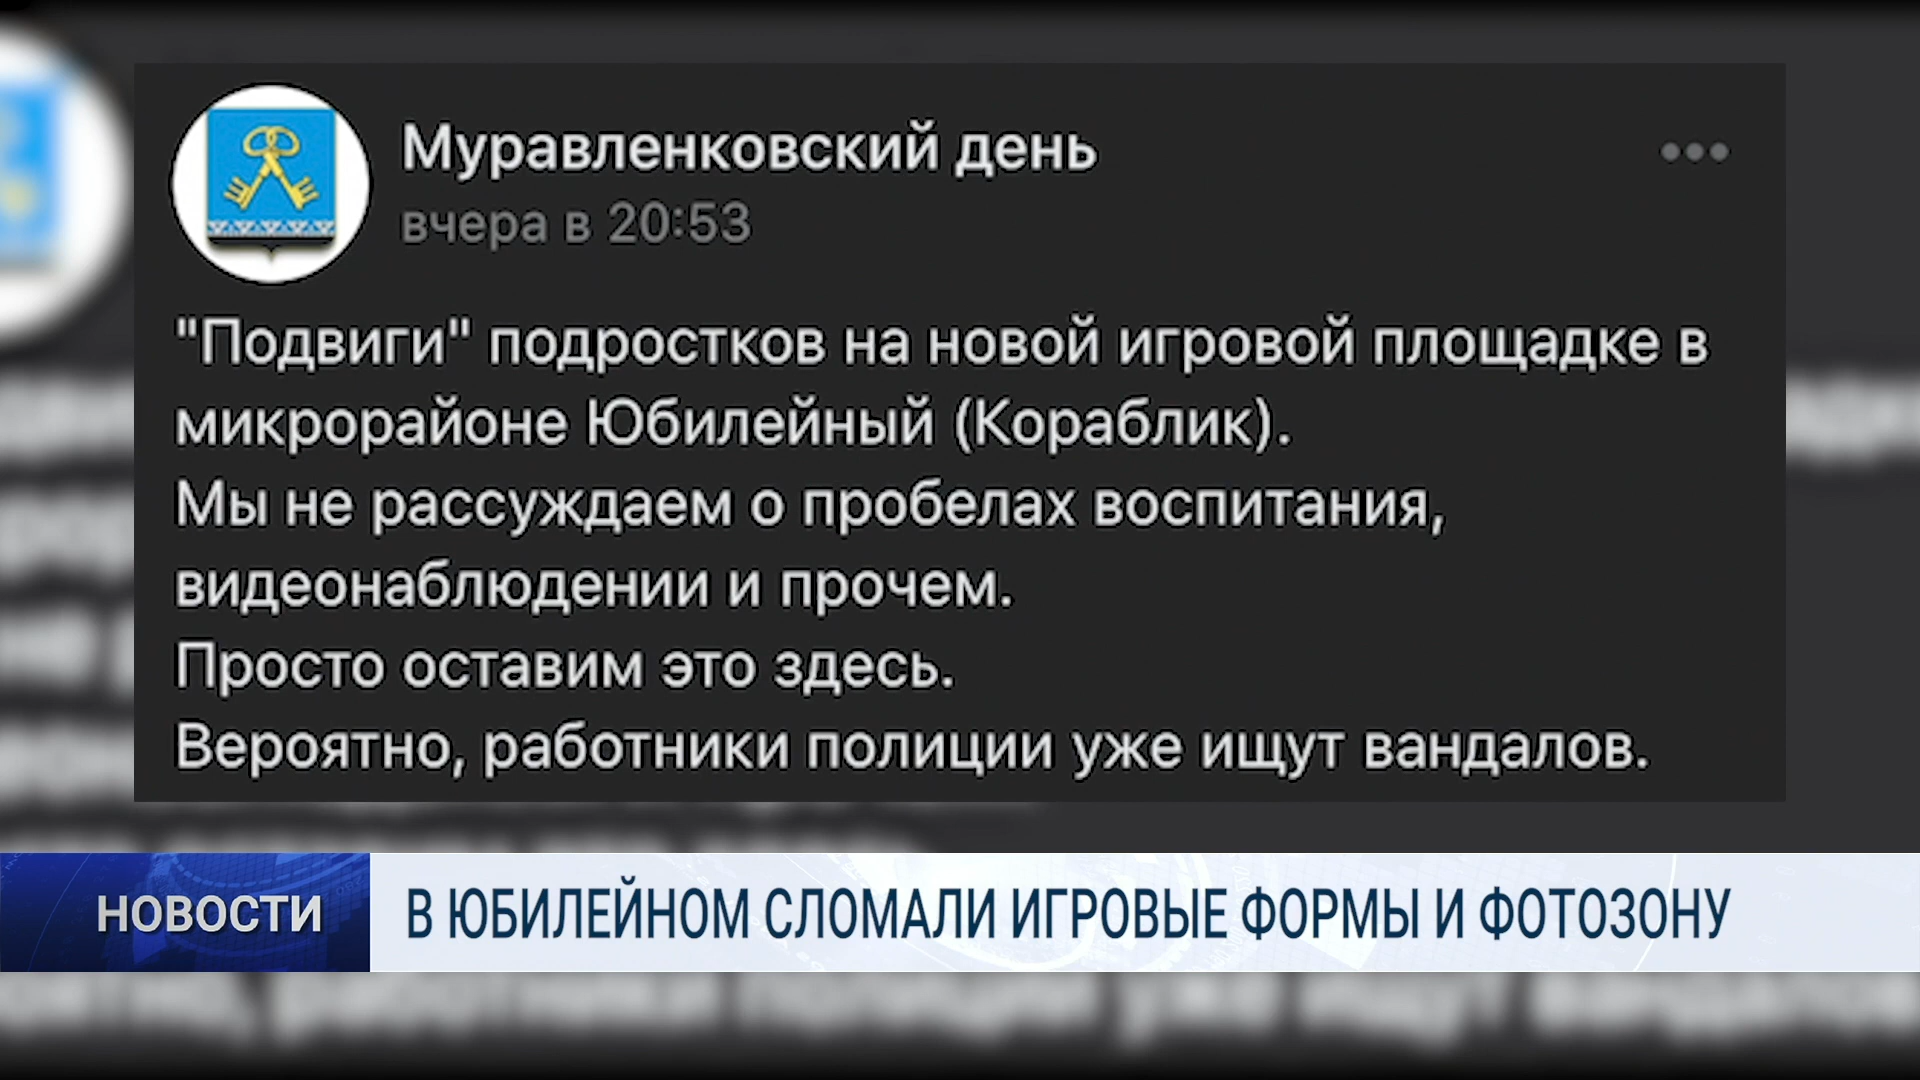 Муравленковский день
вчера в 20:53
"Подвиги" подростков на новой игровой площадке в
микрорайоне Юбилейный (Кораблик).
Мы не рассуждаем о пробелах воспитания,
видеонаблюдении и прочем.
Просто оставим это здесь.
Вероятно, работники полиции уже ищут вандалов.
НОВОСТИ
В ЮБИЛЕЙНОМ СЛОМАЛИ ИГРОВЫЕ ФОРМЫ И ФОТОЗОНУ